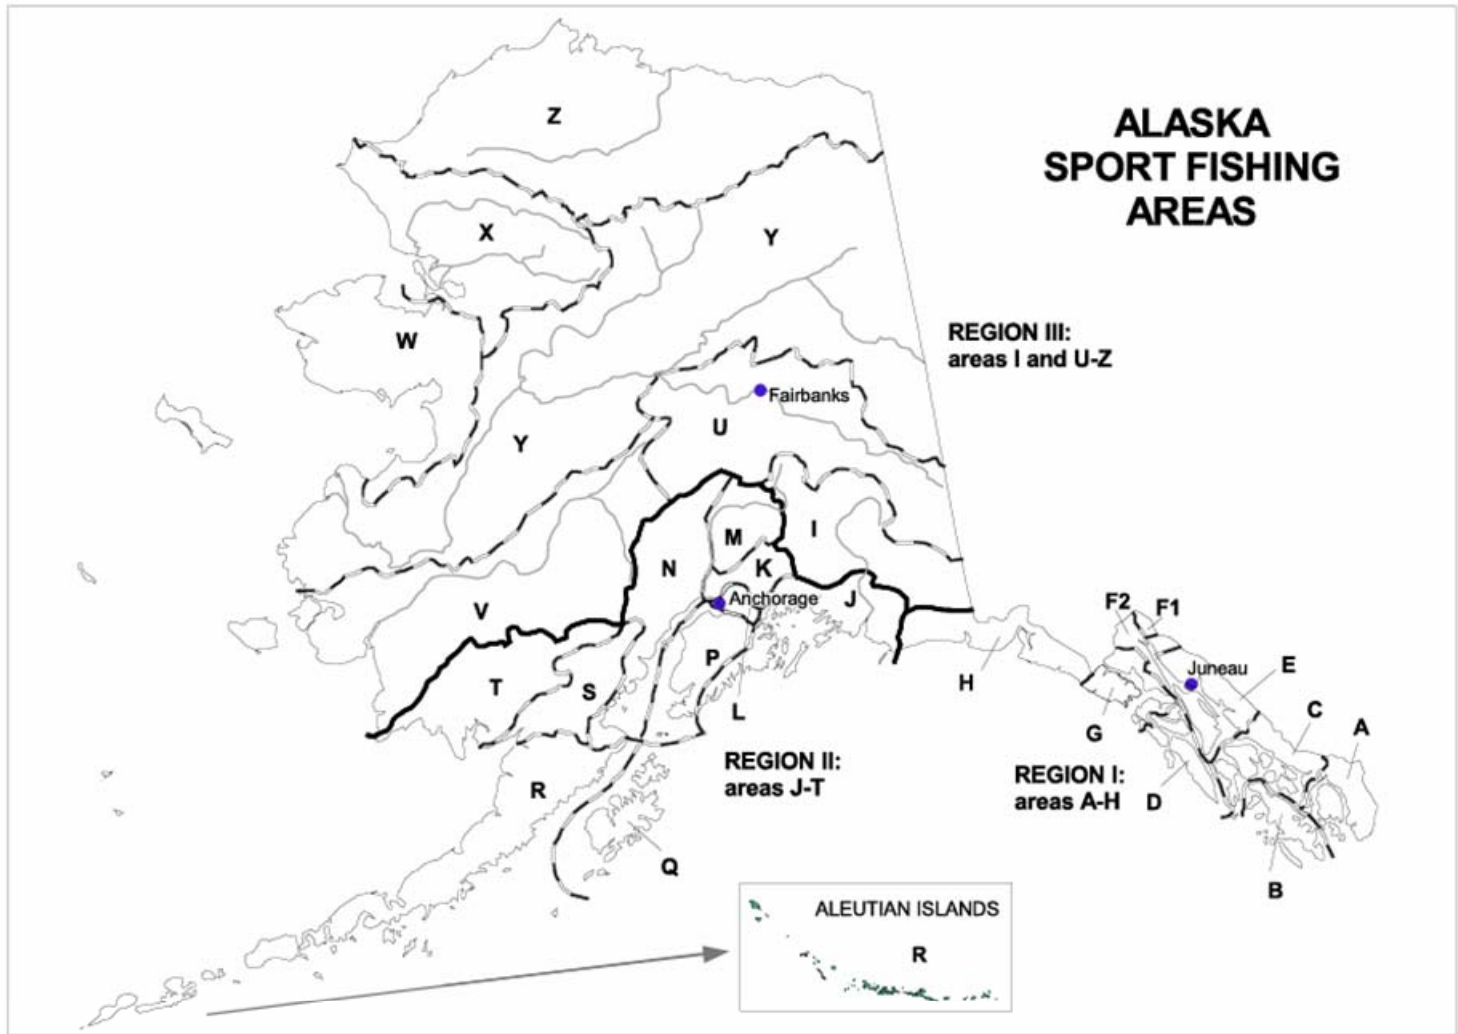 ALASKA
SPORT FISHING
AREAS
Z
X
Y
W
REGION III:
areas I and U-Z
Fairbanks
U
Y
I
M
N
K
Anchorage
J
V
F2
F1
P
Juneau
E
H
T
S
L
C
G
A
REGION II:
areas J-T
REGION I:
areas A-H
D
R
Q
B
ALEUTIAN ISLANDS
R